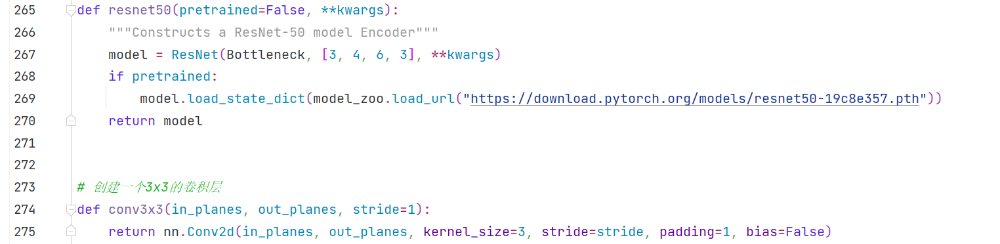 265 def resnet50(pretrained=False, **kwargs):
266     """Constructs a ResNet-50 model Encoder"""
267     model = ResNet(Bottleneck, [3, 4, 6, 3], **kwargs)
268     if pretrained:
269         model.load_state_dict(model_zoo.load_url("https://download.pytorch.org/models/resnet50-19c8e357.pth"))
270     return model
271
272
273 # 创建一个3x3的卷积层
274 def conv3x3(in_planes, out_planes, stride=1):
275     return nn.Conv2d(in_planes, out_planes, kernel_size=3, stride=stride, padding=1, bias=False)